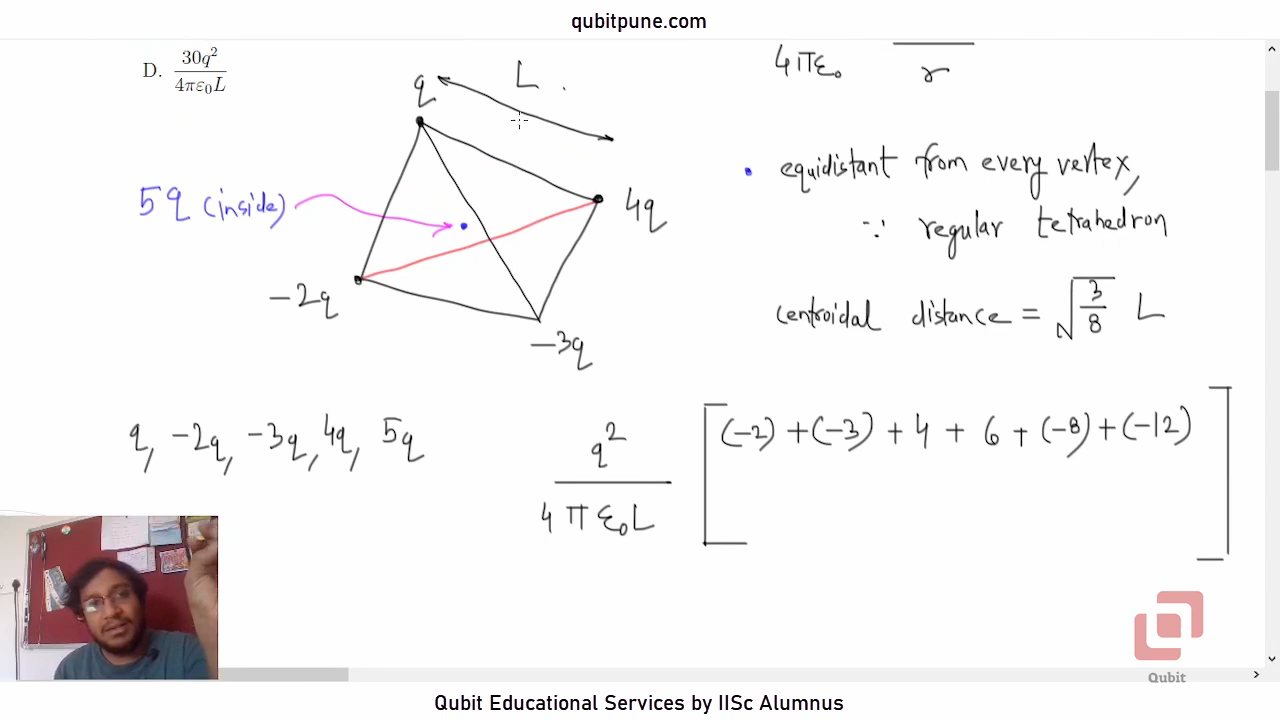 qubitpune.com
D. 30q²
4πε₀L
4πε₀ r
q
L .
5q (inside)
4q
-2q
-3q
• equidistant from every vertex,
∵ regular tetrahedron
centroidal distance = √3/8 L
q, -2q, -3q, 4q, 5q
q²
4πε₀L
[(-2) + (-3) + 4 + 6 + (-8) + (-12)]
Qubit
Qubit Educational Services by IISc Alumnus